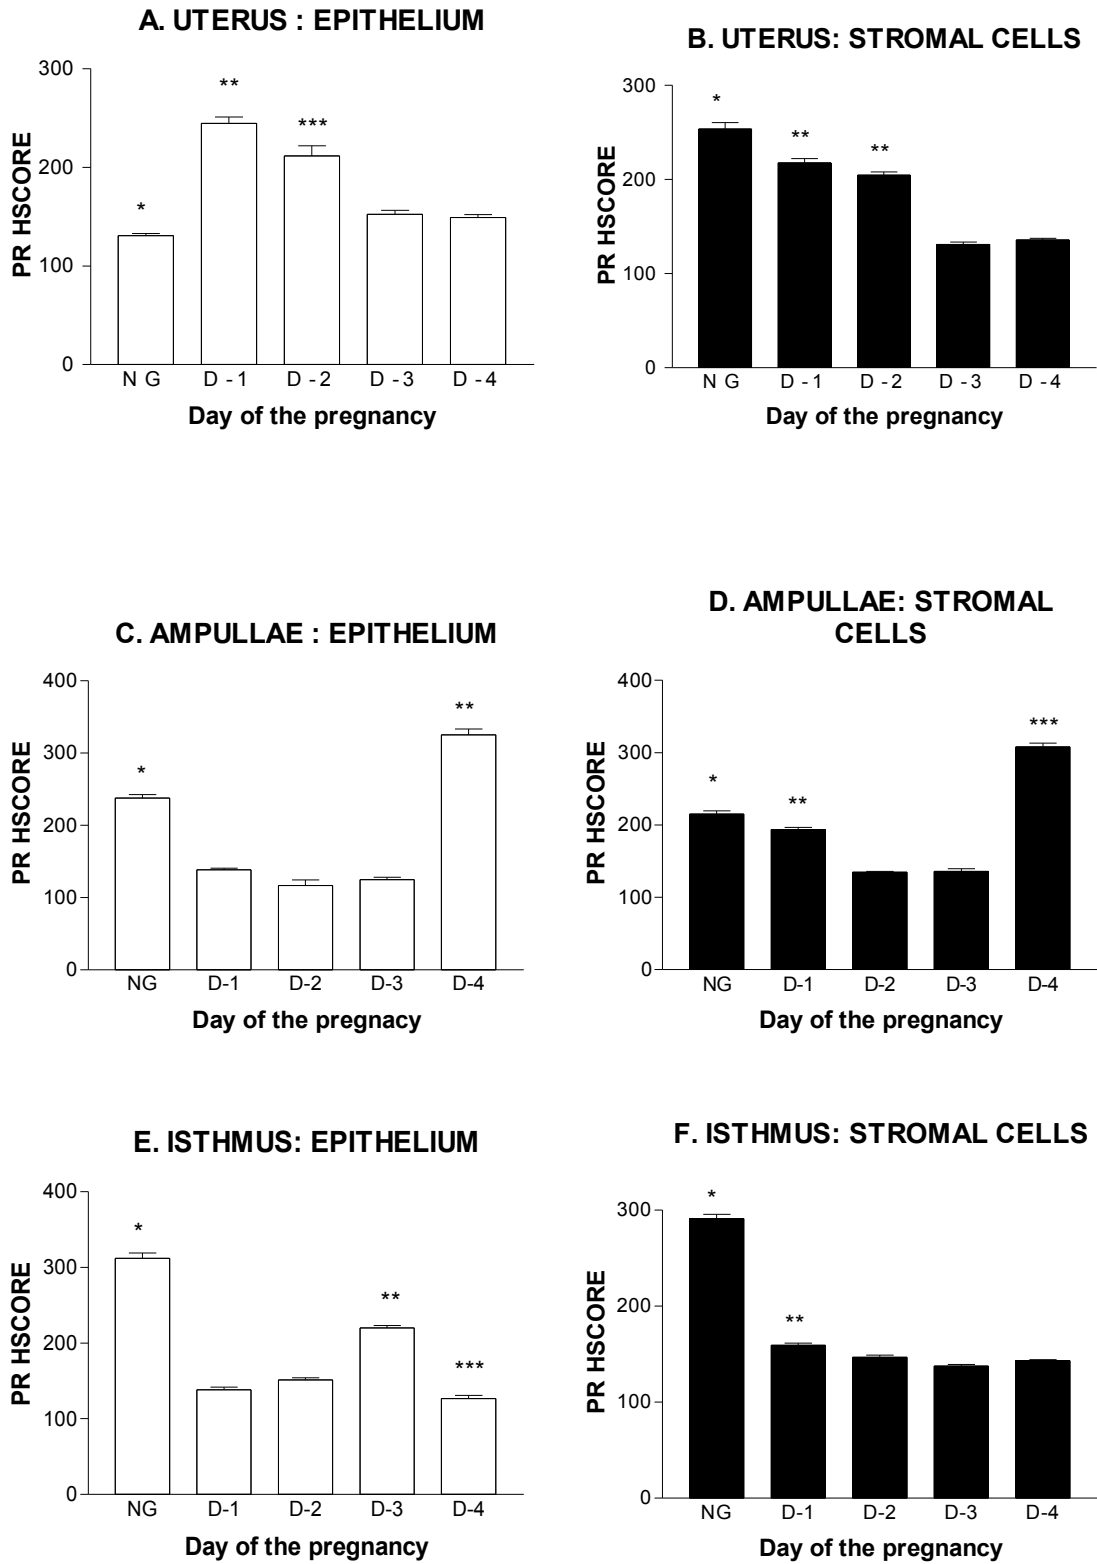 A. UTERUS : EPITHELIUM
300
200
100
0
PR HSCORE
*
**
***
N G D - 1 D - 2 D - 3 D - 4
Day of the pregnancy
B. UTERUS: STROMAL CELLS
300
200
100
0
PR HSCORE
*
**
**
N G D - 1 D - 2 D - 3 D - 4
Day of the pregnancy
C. AMPULLAE : EPITHELIUM
400
300
200
100
0
PR HSCORE
*
**
NG D-1 D-2 D-3 D-4
Day of the pregnacy
D. AMPULLAE: STROMAL
CELLS
400
300
200
100
0
PR HSCORE
*
**
***
NG D-1 D-2 D-3 D-4
Day of the pregnancy
E. ISTHMUS: EPITHELIUM
400
300
200
100
0
PR HSCORE
*
**
***
NG D-1 D-2 D-3 D-4
Day of the pregnancy
F. ISTHMUS: STROMAL CELLS
300
200
100
0
PR HSCORE
*
**
NG D-1 D-2 D-3 D-4
Day of the pregnancy